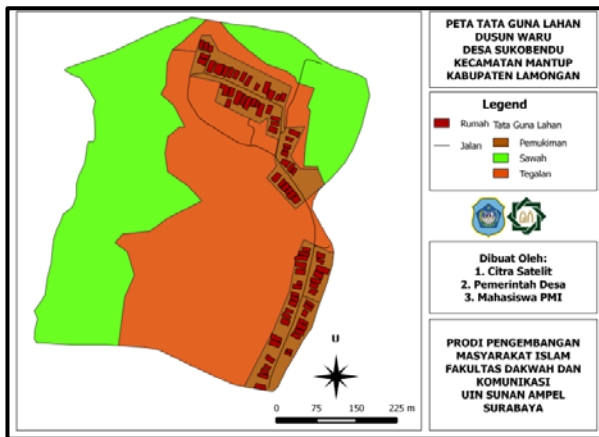 PETA TATA GUNA LAHAN
DUSUN WARU
DESA SUKOBENDU
KECAMATAN MANTUP
KABUPATEN LAMONGAN
Legend
Rumah Tata Guna Lahan
Jalan
Pemukiman
Sawah
Tegalan
Dibuat Oleh:
1. Citra Satelit
2. Pemerintah Desa
3. Mahasiswa PMI
PRODI PENGEMBANGAN
MASYARAKAT ISLAM
FAKULTAS DAKWAH DAN
KOMUNIKASI
UIN SUNAN AMPEL
SURABAYA
U
0 75 150 225 m